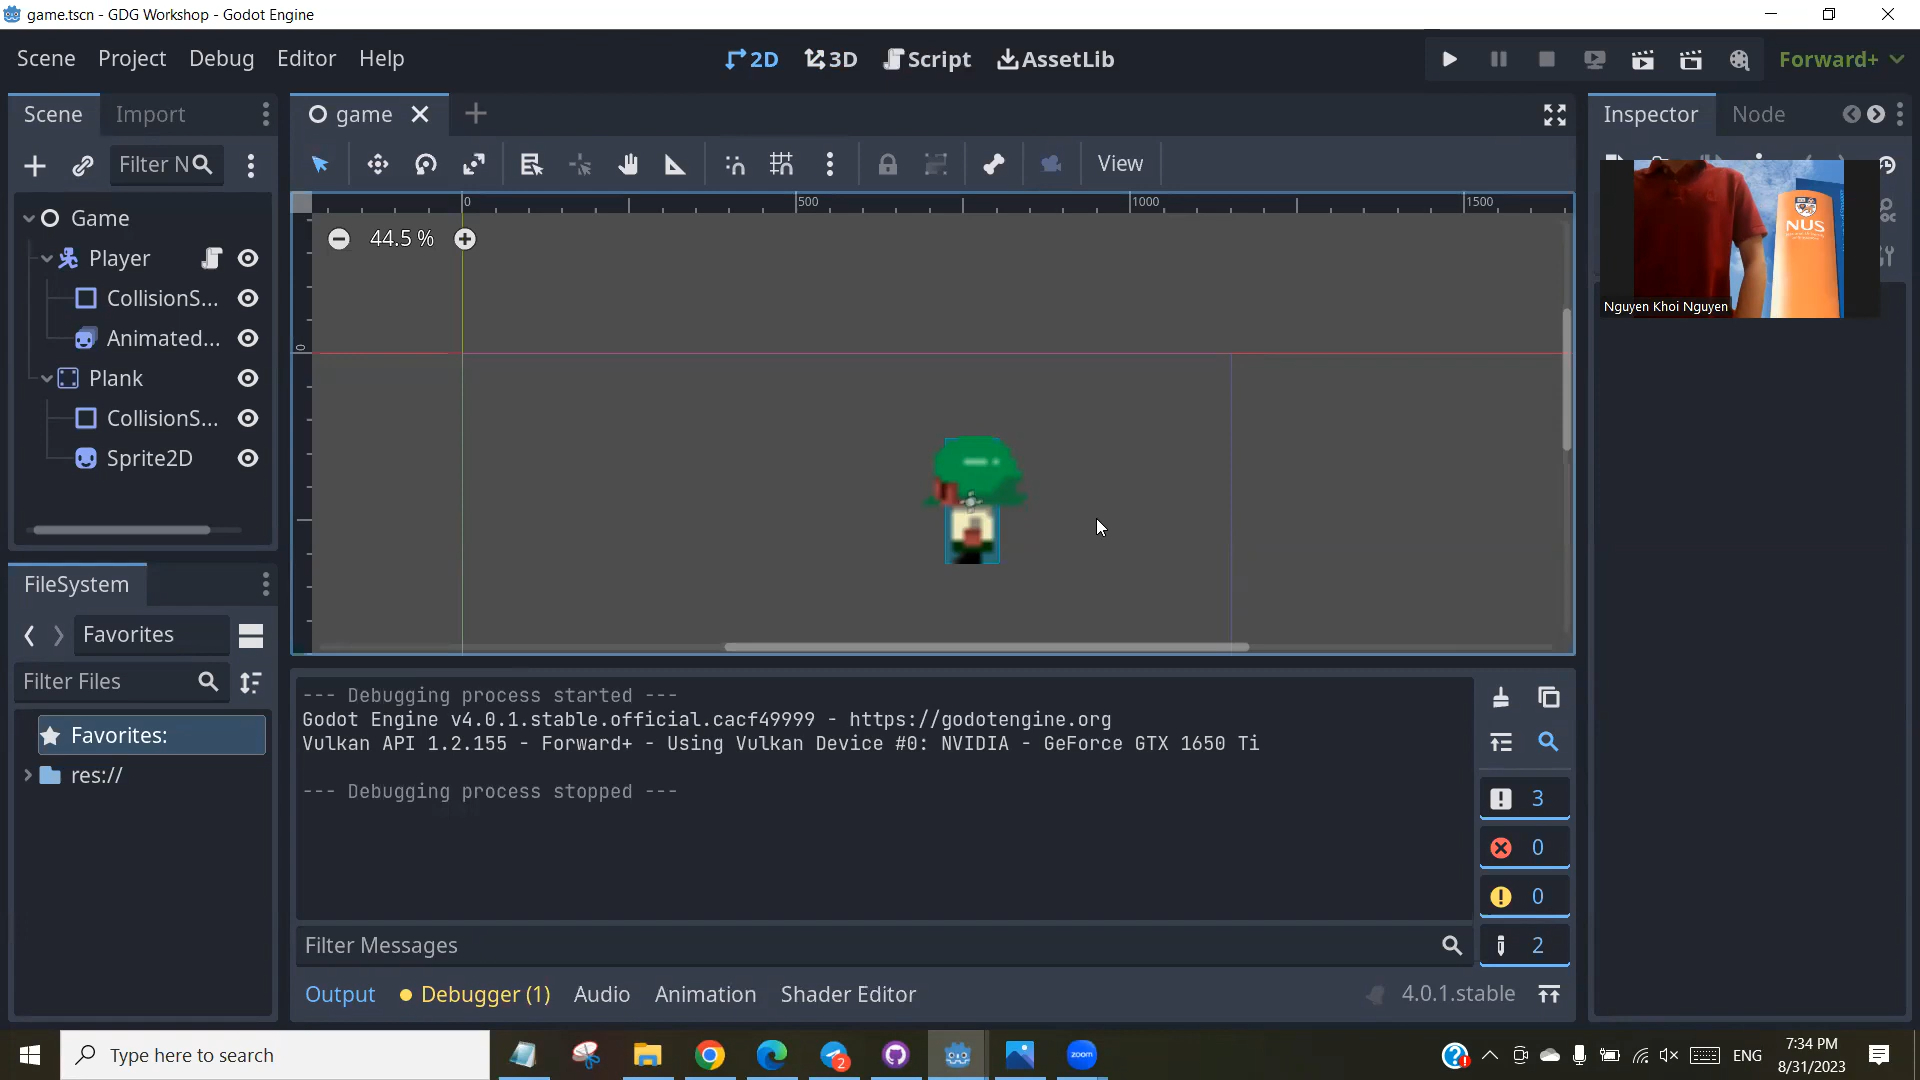 game.tscn - GDG Workshop - Godot Engine
Scene Project Debug Editor Help
2D 3D Script AssetLib
Forward+
Scene Import
game
Inspector Node
Filter N
View
Game
Player
CollisionS...
Animated...
Plank
CollisionS...
Sprite2D
0 500 1000 1500
44.5 %
0
NUS
Nguyen Khoi Nguyen
FileSystem
Favorites
Filter Files
Favorites:
res://
--- Debugging process started ---
Godot Engine v4.0.1.stable.official.cacf49999 - https://godotengine.org
Vulkan API 1.2.155 - Forward+ - Using Vulkan Device #0: NVIDIA - GeForce GTX 1650 Ti
--- Debugging process stopped ---
3
0
0
2
Filter Messages
Output Debugger (1) Audio Animation Shader Editor
4.0.1.stable
Type here to search
2
zoom
ENG
7:34 PM
8/31/2023